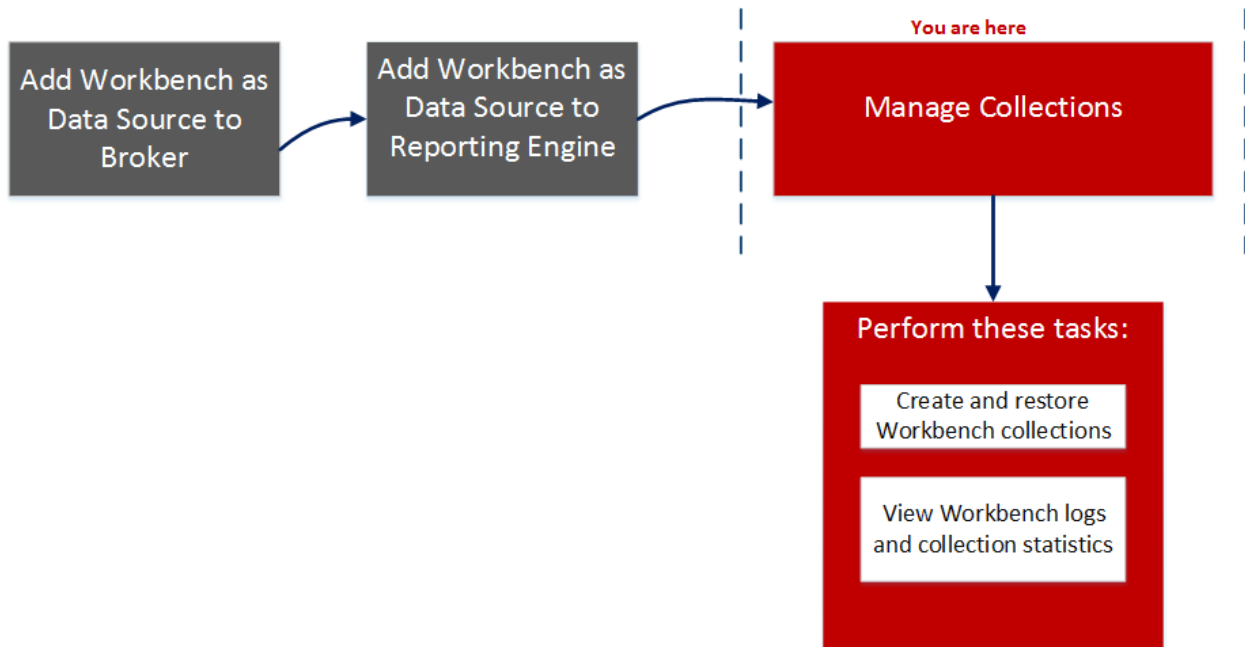 You are here
Add Workbench as
Data Source to
Broker
Add Workbench as
Data Source to
Reporting Engine
Manage Collections
Perform these tasks:
Create and restore
Workbench collections
View Workbench logs
and collection statistics